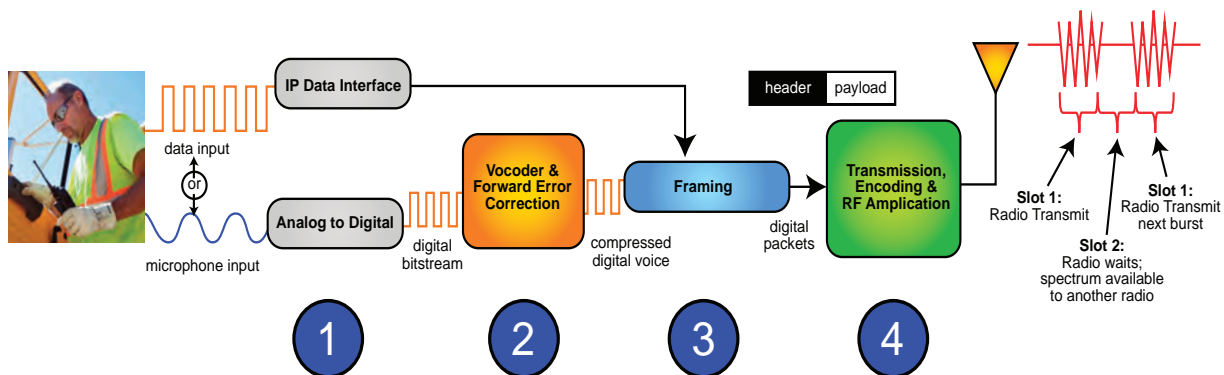 IP Data Interface
data input
or
microphone input
Analog to Digital
digital
bitstream
Vocoder &
Forward Error
Correction
compressed
digital voice
Framing
digital
packets
header payload
Transmission,
Encoding &
RF Amplication
Slot 1:
Radio Transmit
Slot 2:
Radio waits;
spectrum available
to another radio
Slot 1:
Radio Transmit
next burst
1
2
3
4